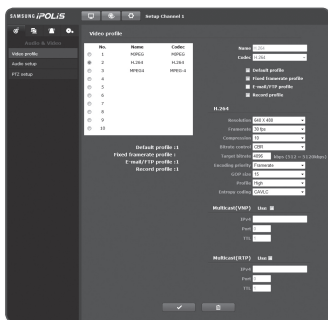 SAMSUNG iPOLiS
Setup Channel 1
Audio & Video
Video profile
Audio setup
PTZ setup
Video profile
No. Name Codec
1 MJPEG MJPEG
2 H.264 H.264
3 MPEG4 MPEG-4
4
5
6
7
8
9
10
Default profile :1
Fixed framerate profile :
E-mail/FTP profile :1
Record profile :1
Name H.264
Codec H.264
Default profile
Fixed framerate profile
E-mail/FTP profile
Record profile
H.264
Resolution 640 X 480
Framerate 30 fps
Compression 10
Bitrate control CBR
Target Bitrate 4096 kbps (512 ~ 5120kbps)
Encoding priority Framerate
GOP size 15
Profile High
Entropy coding CAVLC
Multicast(VNP) Use
IPv4
Port
TTL
Multicast(RTP) Use
IPv4
Port
TTL